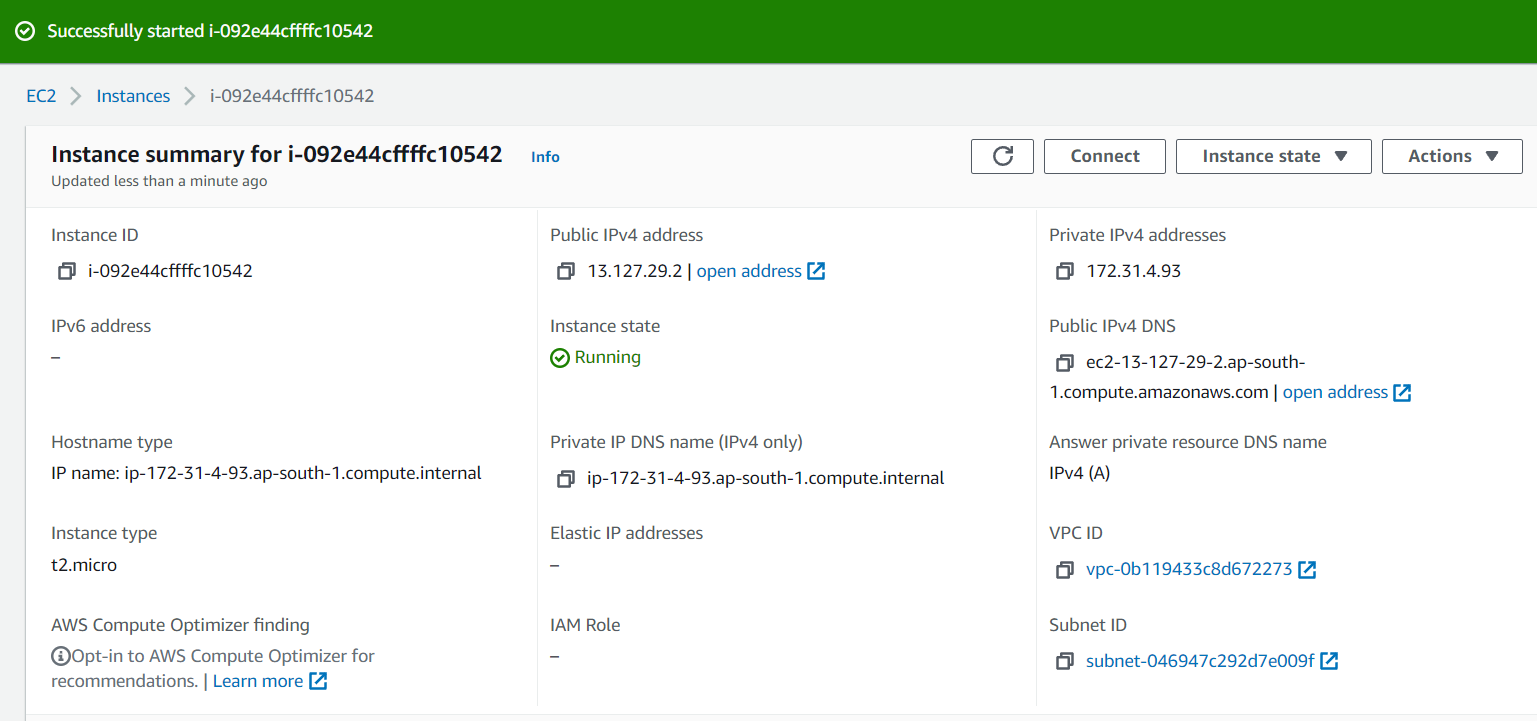 Successfully started i-092e44cffffc10542
EC2 > Instances > i-092e44cffffc10542
Instance summary for i-092e44cffffc10542 Info
Updated less than a minute ago
Connect
Instance state
Actions
Instance ID
i-092e44cffffc10542
Public IPv4 address
13.127.29.2 | open address
Private IPv4 addresses
172.31.4.93
IPv6 address
–
Instance state
Running
Public IPv4 DNS
ec2-13-127-29-2.ap-south-
1.compute.amazonaws.com | open address
Hostname type
IP name: ip-172-31-4-93.ap-south-1.compute.internal
Private IP DNS name (IPv4 only)
ip-172-31-4-93.ap-south-1.compute.internal
Answer private resource DNS name
IPv4 (A)
Instance type
t2.micro
Elastic IP addresses
–
VPC ID
vpc-0b119433c8d672273
AWS Compute Optimizer finding
Opt-in to AWS Compute Optimizer for
recommendations. | Learn more
IAM Role
–
Subnet ID
subnet-046947c292d7e009f